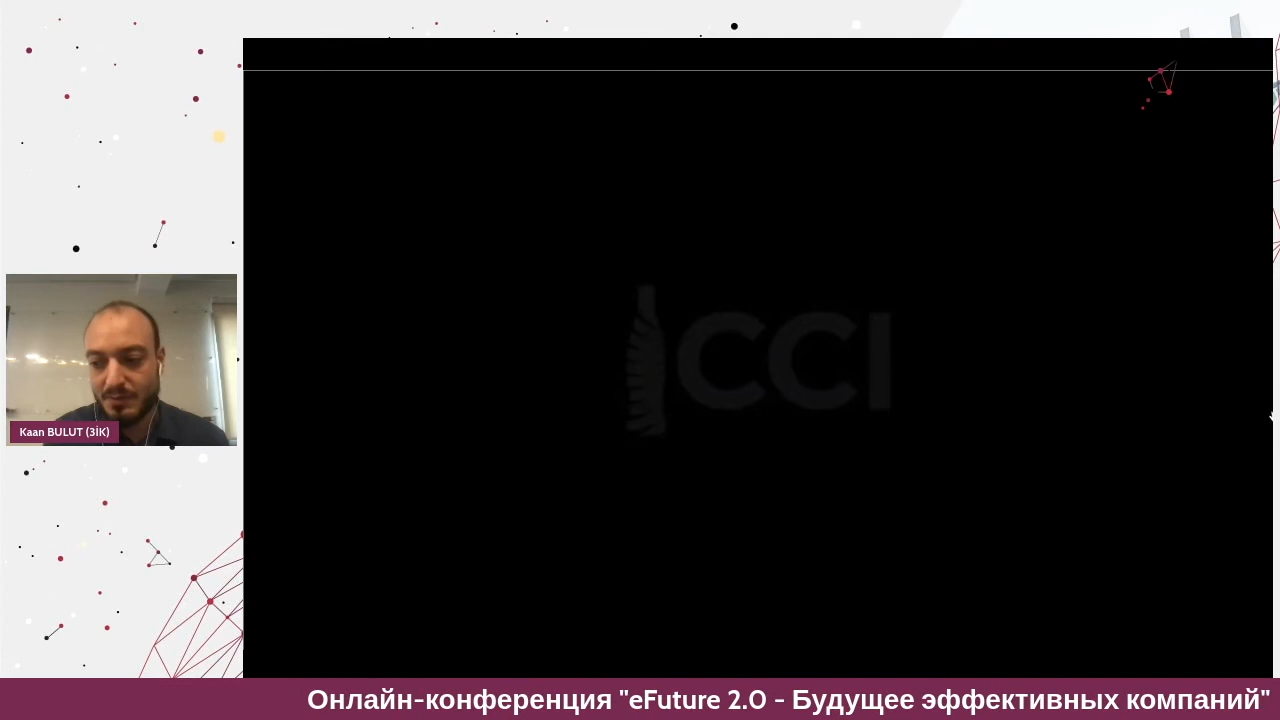 CCI
Kaan BULUT (3İK)
Онлайн-конференция "eFuture 2.0 - Будущее эффективных компаний"